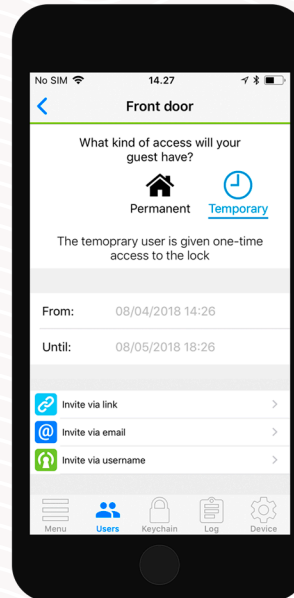 No SIM 14.27
Front door
What kind of access will your
guest have?
Permanent Temporary
The temoprary user is given one-time
access to the lock
From: 08/04/2018 14:26
Until: 08/05/2018 18:26
Invite via link
@ Invite via email
Invite via username
Menu Users Keychain Log Device